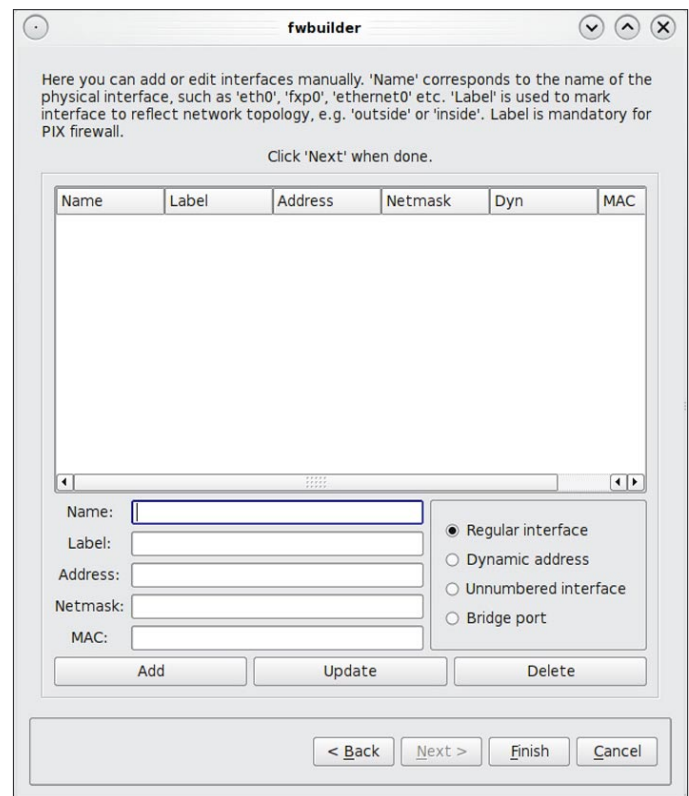 fwbuilder
Here you can add or edit interfaces manually. 'Name' corresponds to the name of the
physical interface, such as 'eth0', 'fxp0', 'ethernet0' etc. 'Label' is used to mark
interface to reflect network topology, e.g. 'outside' or 'inside'. Label is mandatory for
PIX firewall.
Click 'Next' when done.
Name Label Address Netmask Dyn MAC
Name:
Label:
Address:
Netmask:
MAC:
Regular interface
Dynamic address
Unnumbered interface
Bridge port
Add Update Delete
< Back Next > Finish Cancel